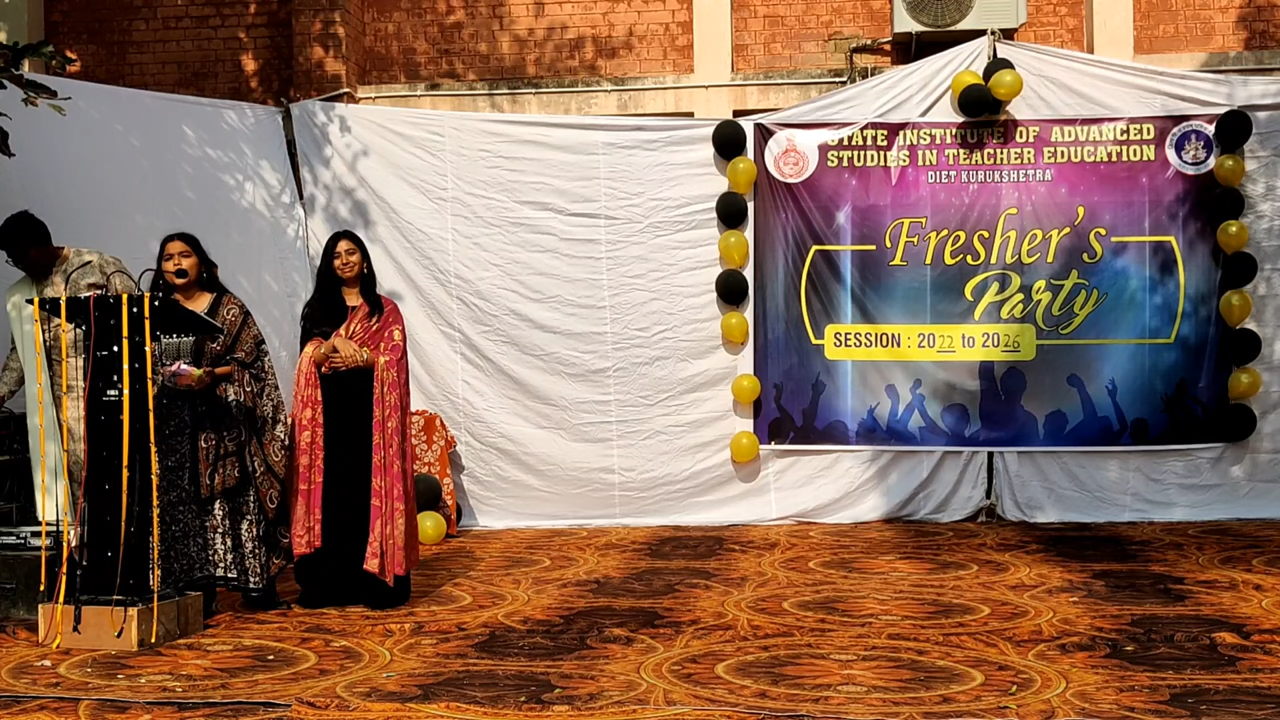 STATE INSTITUTE OF ADVANCED
STUDIES IN TEACHER EDUCATION
DIET KURUKSHETRA
Fresher's
Party
SESSION : 2022 to 2026